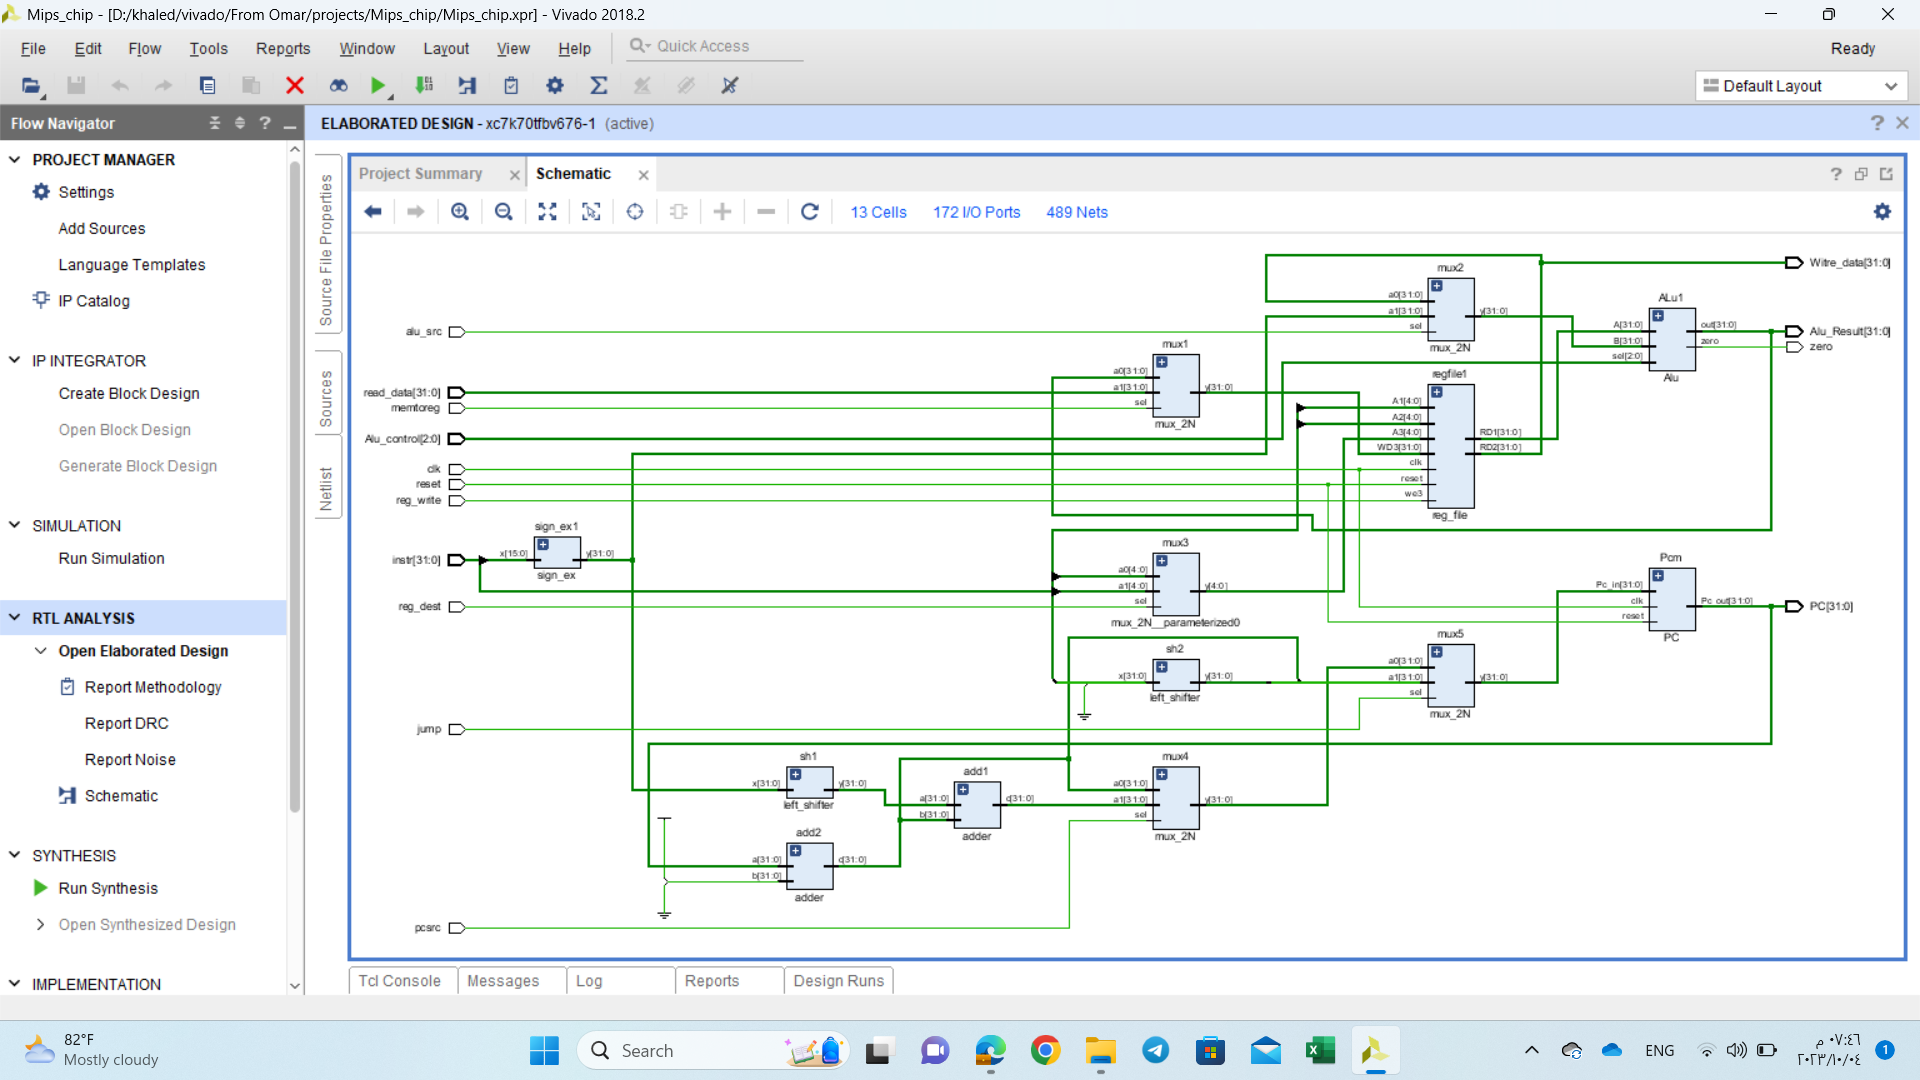 Mips_chip - [D:/khaled/vivado/From Omar/projects/Mips_chip/Mips_chip.xpr] - Vivado 2018.2
File Edit Flow Tools Reports Window Layout View Help Quick Access Ready
Default Layout
Flow Navigator
ELABORATED DESIGN - xc7k70tfbv676-1 (active)
PROJECT MANAGER
Settings
Add Sources
Language Templates
IP Catalog
IP INTEGRATOR
Create Block Design
Open Block Design
Generate Block Design
SIMULATION
Run Simulation
RTL ANALYSIS
Open Elaborated Design
Report Methodology
Report DRC
Report Noise
Schematic
SYNTHESIS
Run Synthesis
Open Synthesized Design
IMPLEMENTATION
Source File Properties
Sources
Netlist
Project Summary
Schematic
13 Cells 172 I/O Ports 489 Nets
alu_src
read_data[31:0]
memtoreg
Alu_control[2:0]
clk
reset
reg_write
instr[31:0]
reg_dest
jump
pcsrc
sign_ex1
x[15:0] y[31:0]
sign_ex
sh1
x[31:0] y[31:0]
left_shifter
add2
a[31:0] c[31:0]
b[31:0]
adder
add1
a[31:0] c[31:0]
b[31:0]
adder
mux1
a0[31:0]
a1[31:0] y[31:0]
sel
mux_2N
mux3
a0[4:0]
a1[4:0] y[4:0]
sel
mux_2N__parameterized0
sh2
x[31:0] y[31:0]
left_shifter
mux4
a0[31:0]
a1[31:0] y[31:0]
sel
mux_2N
mux2
a0[31:0]
a1[31:0] y[31:0]
sel
mux_2N
regfile1
A1[4:0]
A2[4:0]
A3[4:0] RD1[31:0]
WD3[31:0] RD2[31:0]
clk
reset
we3
reg_file
mux5
a0[31:0]
a1[31:0] y[31:0]
sel
mux_2N
ALu1
A[31:0] out[31:0]
B[31:0] zero
sel[2:0]
Alu
Pcm
Pc_in[31:0]
clk Pc_out[31:0]
reset
PC
Witre_data[31:0]
Alu_Result[31:0]
zero
PC[31:0]
Tcl Console Messages Log Reports Design Runs
82°F
Mostly cloudy
Search
ENG
٠٧:٤٦ م
٢٠٢٣/١٠/٠٤
1